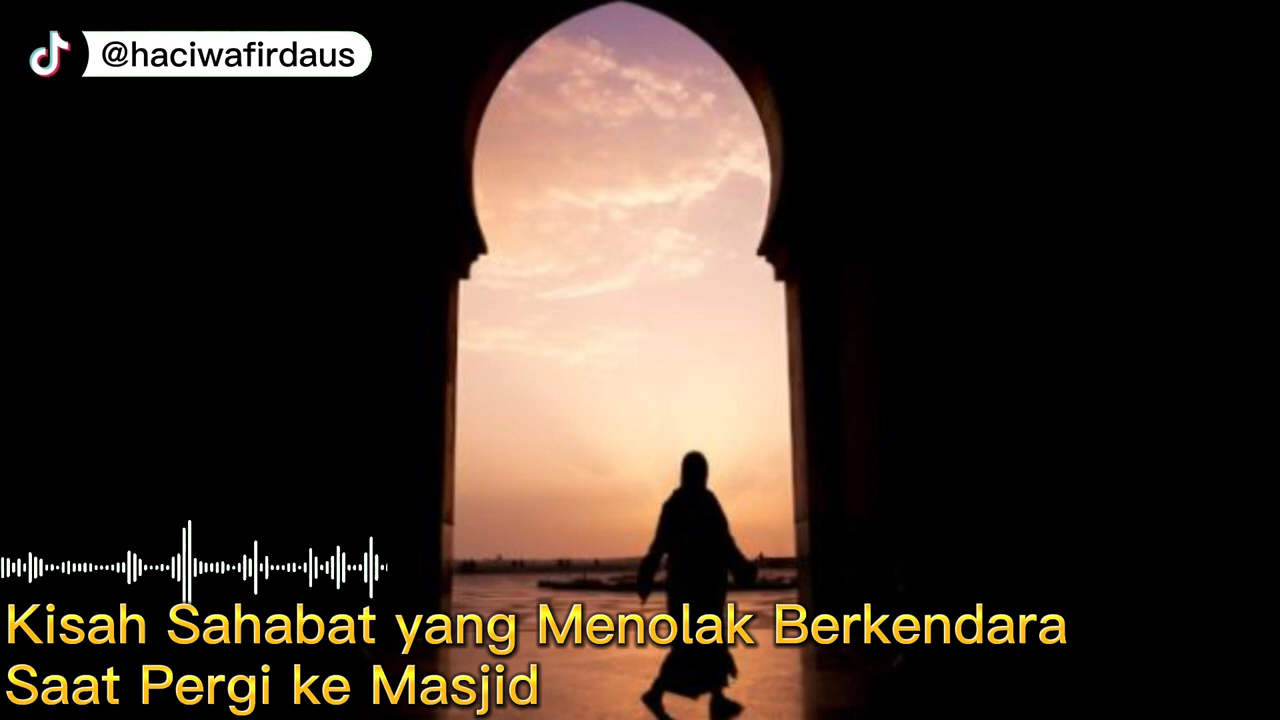 @haciwafirdaus
Kisah Sahabat yang Menolak Berkendara
Saat Pergi ke Masjid